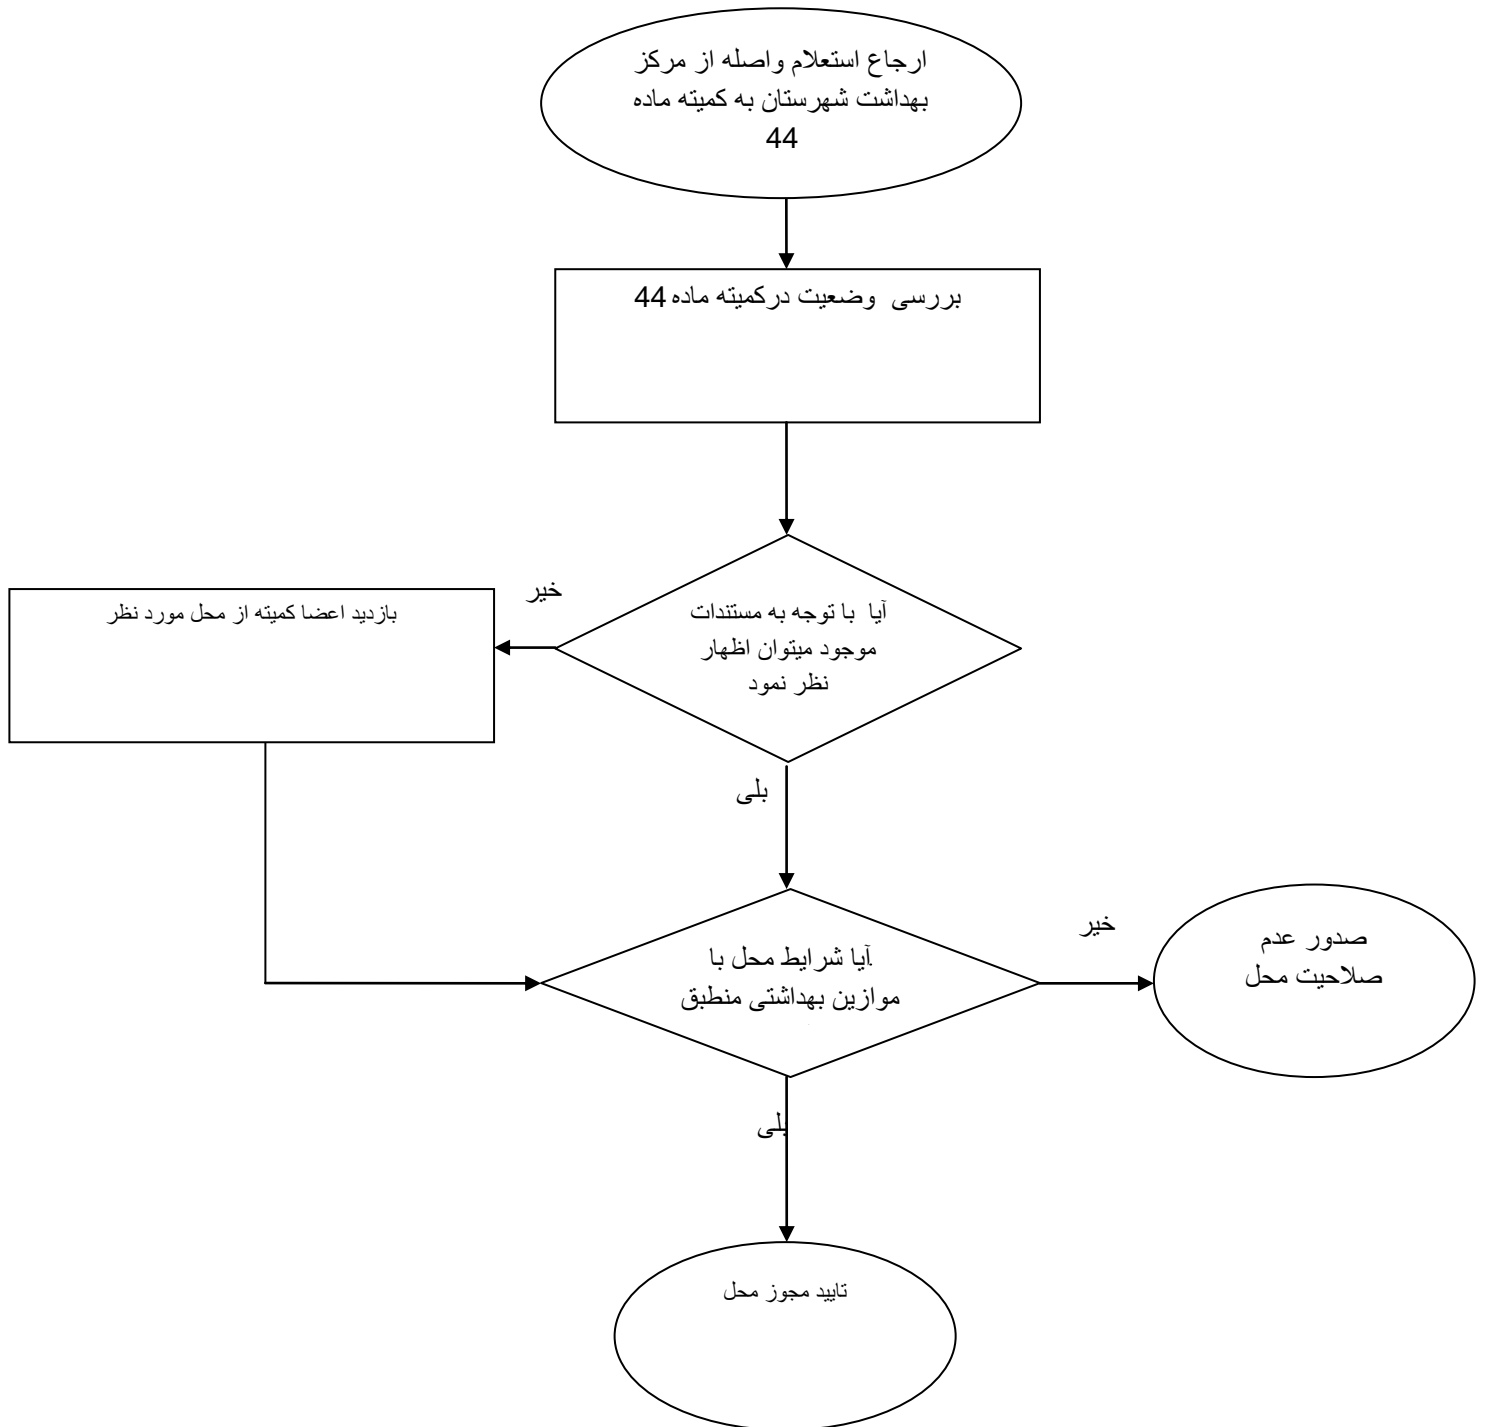 ارجاع استعلام واصله از مرکز
بهداشت شهرستان به کمیته ماده
44
بررسی وضعیت درکمیته ماده 44
آیا با توجه به مستندات
موجود میتوان اظهار
نظر نمود
خیر
بازدید اعضا کمیته از محل مورد نظر
بلی
آیا شرایط محل با
موازین بهداشتی منطبق
خیر
صدور عدم
صلاحیت محل
بلی
تایید مجوز محل